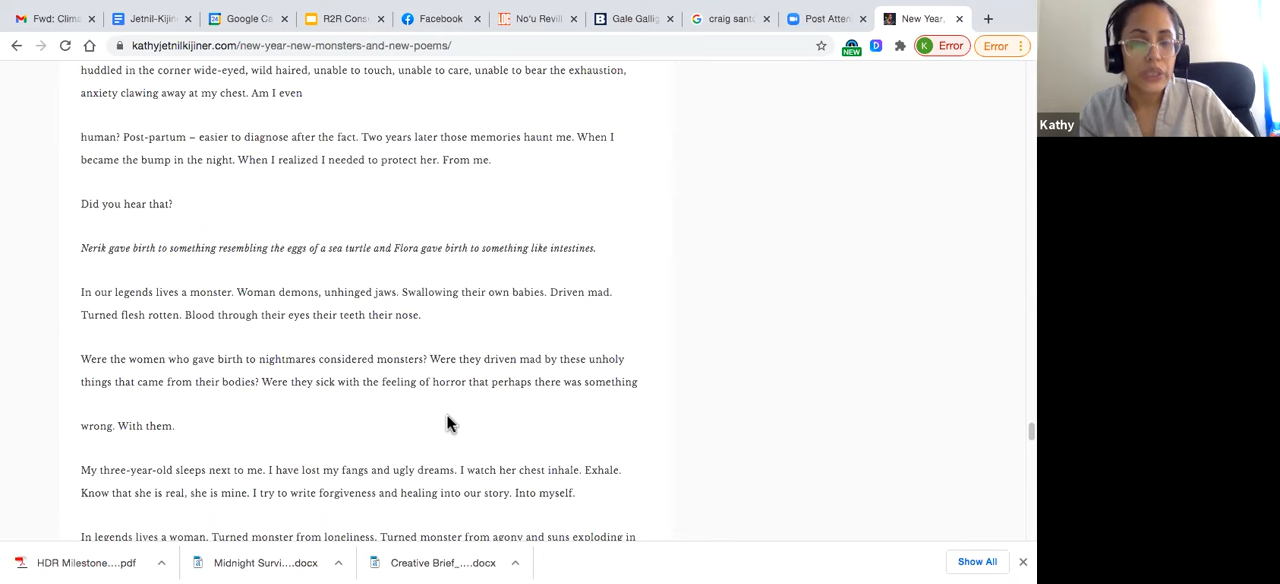 Fwd: Clima
Jetnil-Kijin
Google Ca
R2R Cons
Facebook
No'u Revill
Gale Gallig
craig santo
Post Atten
New Year,
kathyjetnilkijiner.com/new-year-new-monsters-and-new-poems/
NEW
D
K Error
Error
huddled in the corner wide-eyed, wild haired, unable to touch, unable to care, unable to bear the exhaustion,
anxiety clawing away at my chest. Am I even
human? Post-partum – easier to diagnose after the fact. Two years later those memories haunt me. When I
became the bump in the night. When I realized I needed to protect her. From me.
Did you hear that?
Nerik gave birth to something resembling the eggs of a sea turtle and Flora gave birth to something like intestines.
In our legends lives a monster. Woman demons, unhinged jaws. Swallowing their own babies. Driven mad.
Turned flesh rotten. Blood through their eyes their teeth their nose.
Were the women who gave birth to nightmares considered monsters? Were they driven mad by these unholy
things that came from their bodies? Were they sick with the feeling of horror that perhaps there was something
wrong. With them.
My three-year-old sleeps next to me. I have lost my fangs and ugly dreams. I watch her chest inhale. Exhale.
Know that she is real, she is mine. I try to write forgiveness and healing into our story. Into myself.
In legends lives a woman. Turned monster from loneliness. Turned monster from agony and suns exploding in
HDR Milestone....pdf
Midnight Survi....docx
Creative Brief_....docx
Show All
Kathy